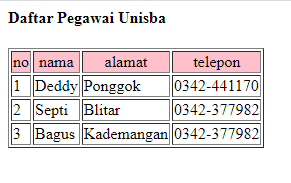 Daftar Pegawai Unisba
no nama alamat telepon
1 Deddy Ponggok 0342-441170
2 Septi Blitar 0342-377982
3 Bagus Kademangan 0342-377982